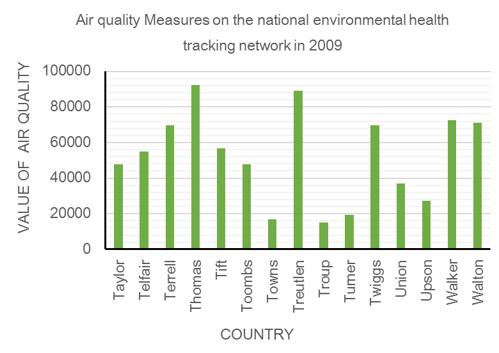 Air quality Measures on the national environmental health
tracking network in 2009
VALUE OF AIR QUALITY
100000
80000
60000
40000
20000
0
Taylor
Telfair
Terrell
Thomas
Tift
Toombs
Towns
Treutlen
Troup
Turner
Twiggs
Union
Upson
Walker
Walton
COUNTRY